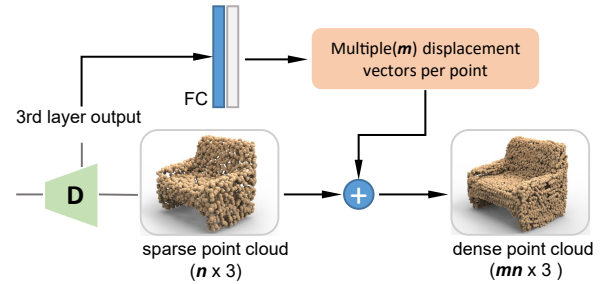 Multiple(m) displacement
vectors per point
FC
3rd layer output
D
+
sparse point cloud
(n x 3)
dense point cloud
(mn x 3 )